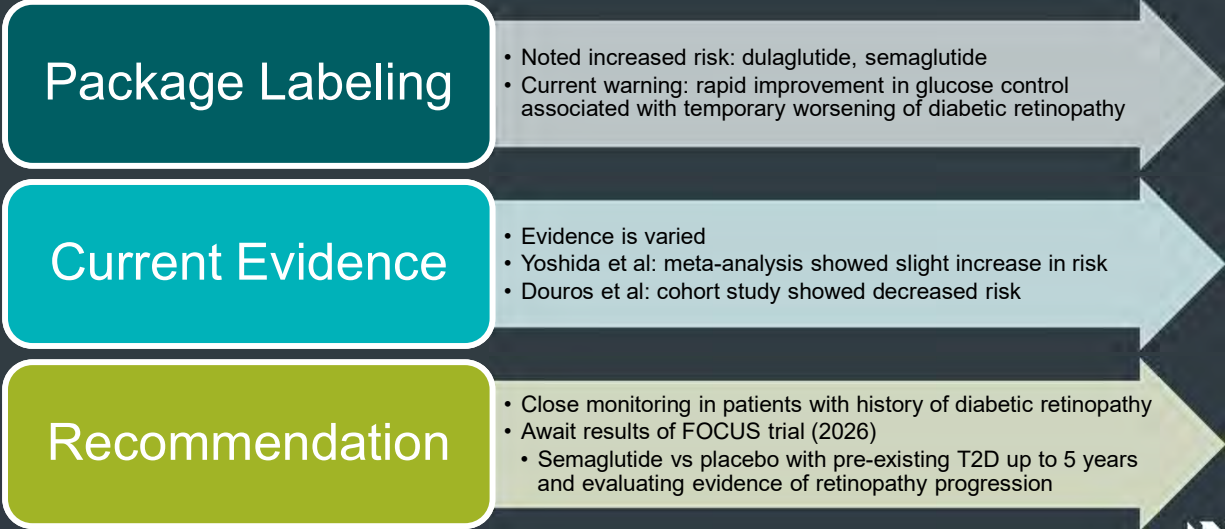 Package Labeling
• Noted increased risk: dulaglutide, semaglutide
• Current warning: rapid improvement in glucose control
associated with temporary worsening of diabetic retinopathy
Current Evidence
• Evidence is varied
• Yoshida et al: meta-analysis showed slight increase in risk
• Douros et al: cohort study showed decreased risk
Recommendation
• Close monitoring in patients with history of diabetic retinopathy
• Await results of FOCUS trial (2026)
• Semaglutide vs placebo with pre-existing T2D up to 5 years
and evaluating evidence of retinopathy progression